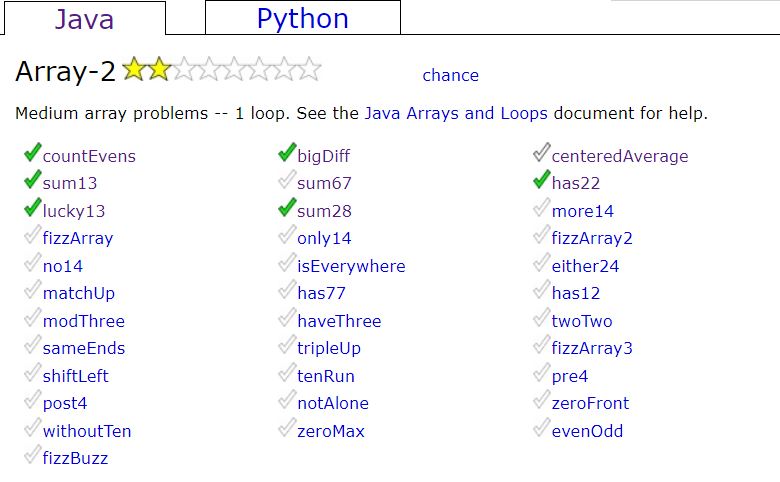 Java Python
Array-2 chance
Medium array problems -- 1 loop. See the Java Arrays and Loops document for help.
countEvens bigDiff centeredAverage
sum13 sum67 has22
lucky13 sum28 more14
fizzArray only14 fizzArray2
no14 isEverywhere either24
matchUp has77 has12
modThree haveThree twoTwo
sameEnds tripleUp fizzArray3
shiftLeft tenRun pre4
post4 notAlone zeroFront
withoutTen zeroMax evenOdd
fizzBuzz